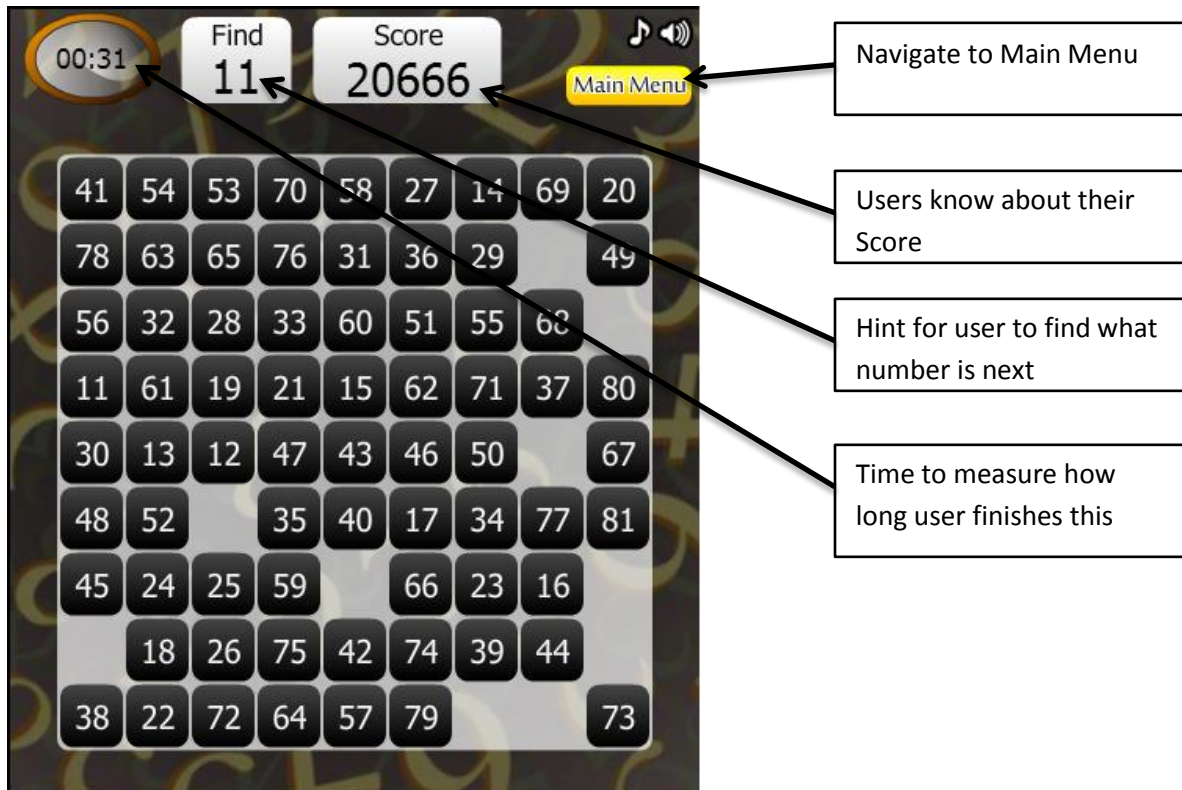 00:31
Find
11
Score
20666
Main Menu
Navigate to Main Menu
Users know about their
Score
Hint for user to find what
number is next
Time to measure how
long user finishes this
41 54 53 70 58 27 14 69 20
78 63 65 76 31 36 29 49
56 32 28 33 60 51 55 68
11 61 19 21 15 62 71 37 80
30 13 12 47 43 46 50 67
48 52 35 40 17 34 77 81
45 24 25 59 66 23 16
18 26 75 42 74 39 44
38 22 72 64 57 79 73